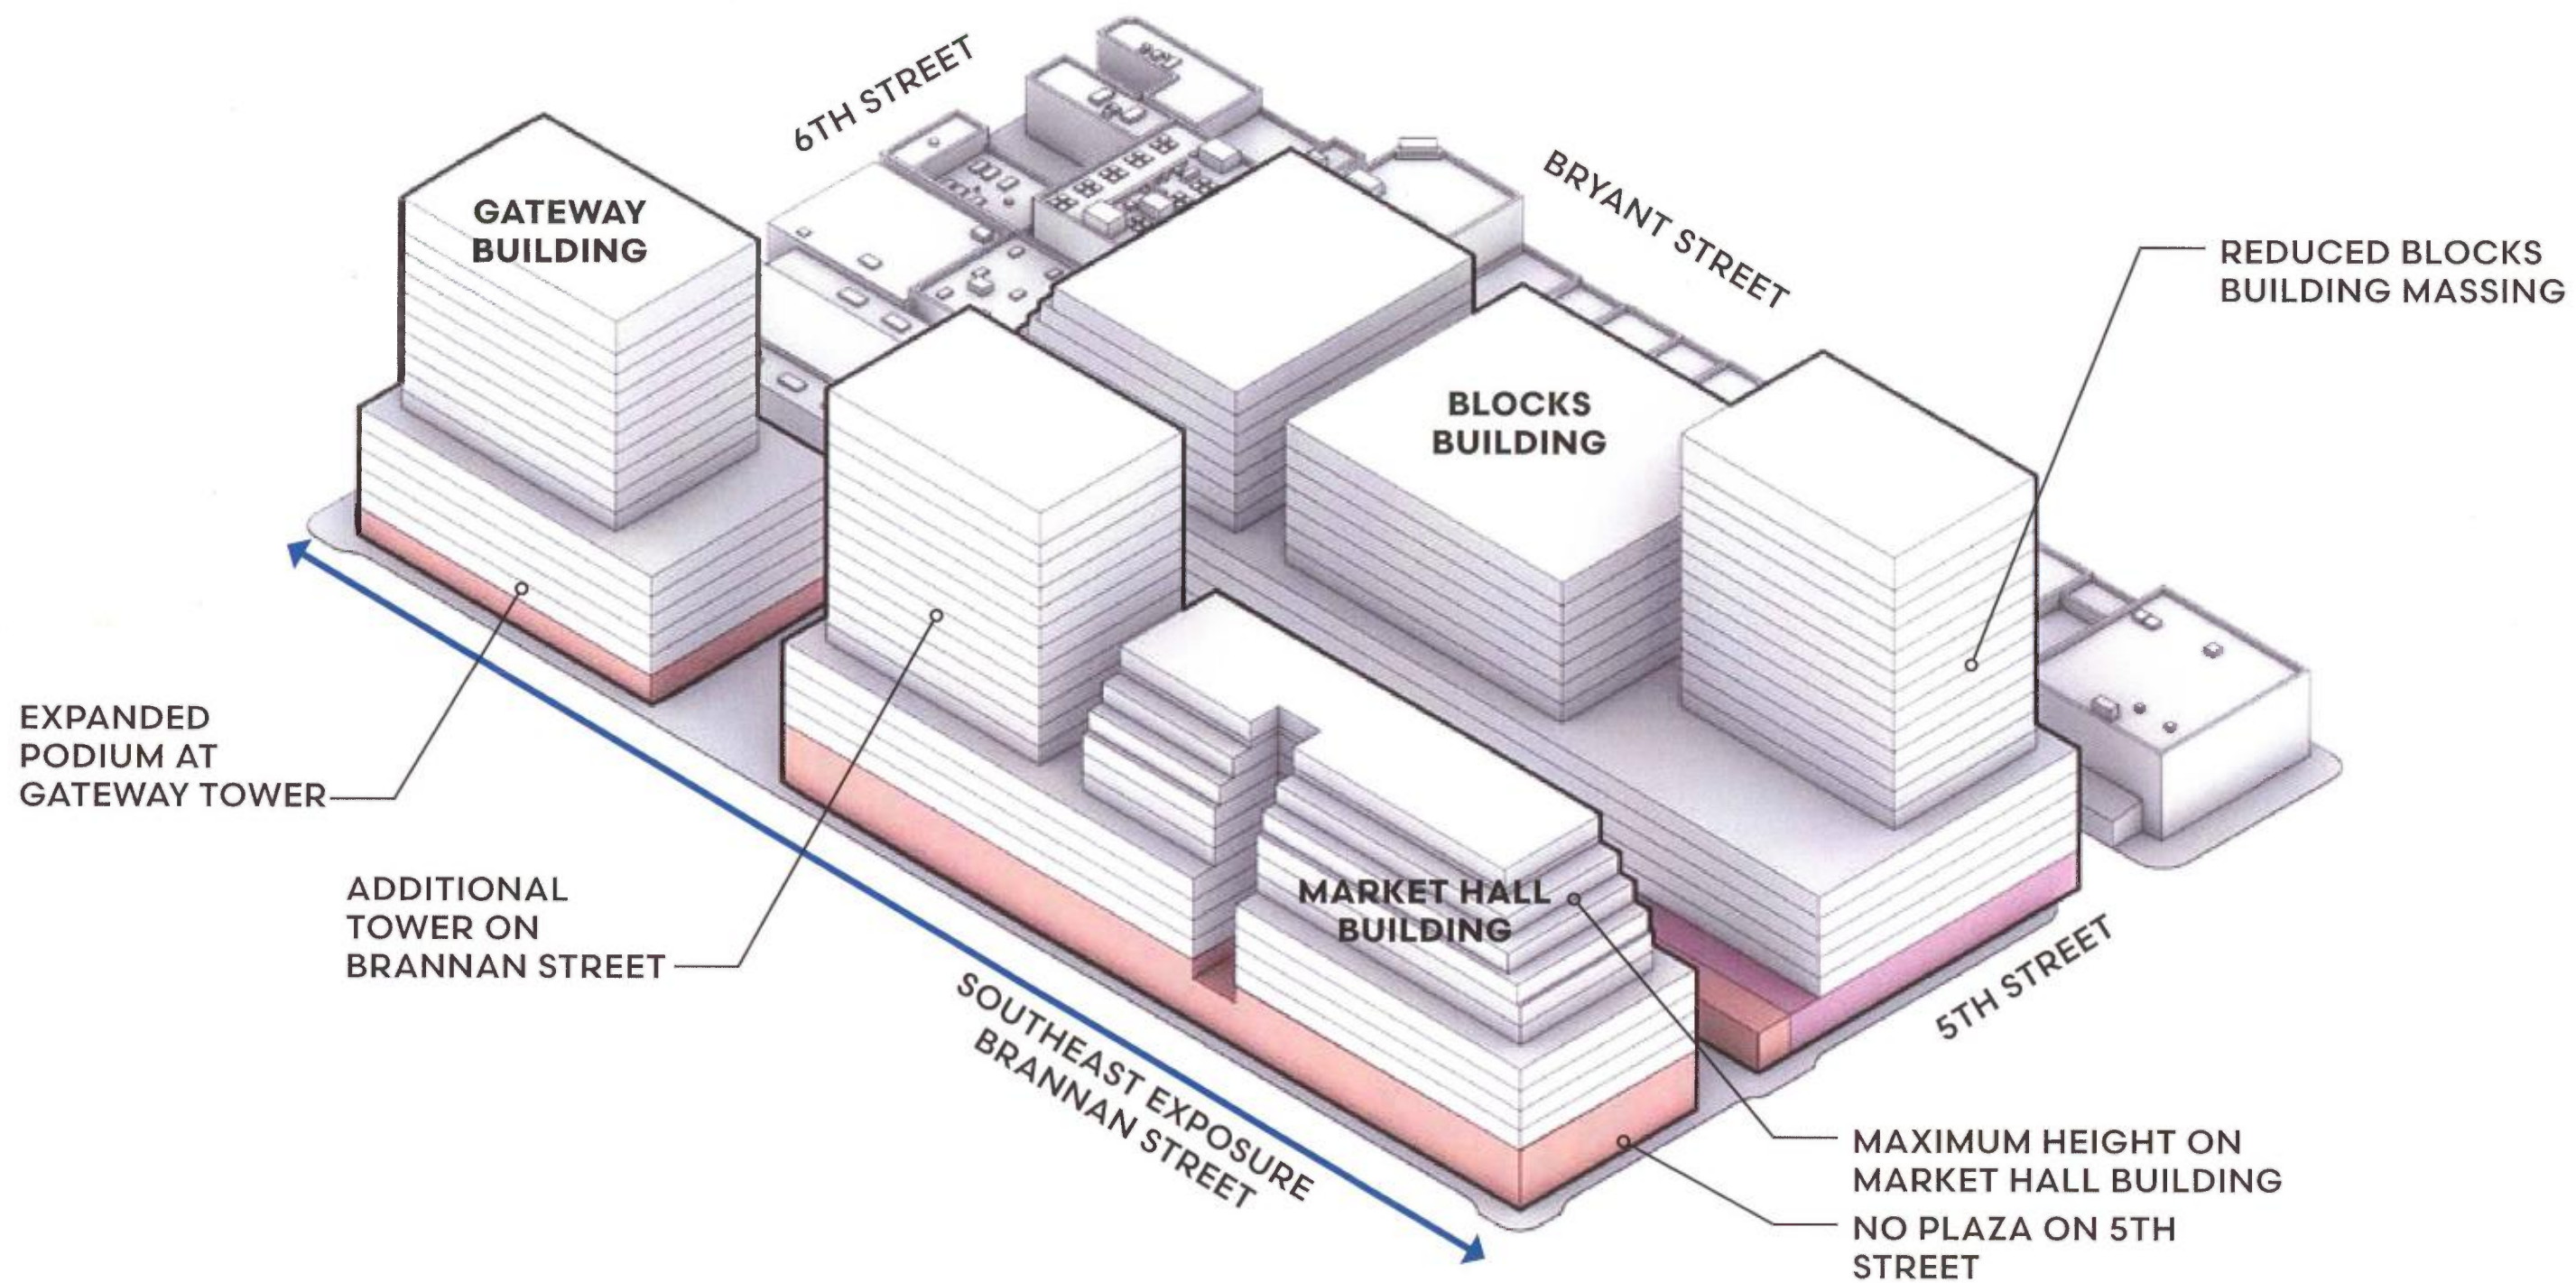 6TH STREET
GATEWAY
BUILDING
BRYANT STREET
REDUCED BLOCKS
BUILDING MASSING
BLOCKS
BUILDING
EXPANDED
PODIUM AT
GATEWAY TOWER
ADDITIONAL
TOWER ON
BRANNAN STREET
MARKET HALL
BUILDING
5TH STREET
SOUTHEAST EXPOSURE
BRANNAN STREET
MAXIMUM HEIGHT ON
MARKET HALL BUILDING
NO PLAZA ON 5TH
STREET